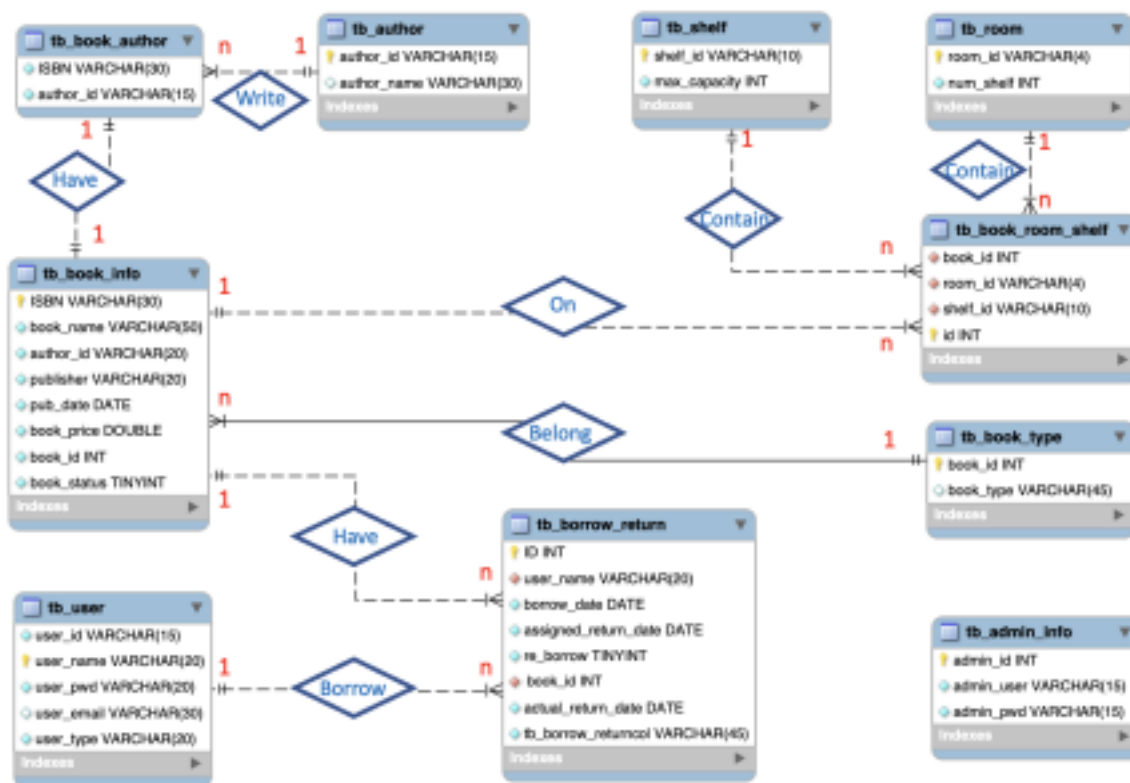 tb_book_author
ISBN VARCHAR(30)
author_id VARCHAR(15)
n
1
Write
tb_author
author_id VARCHAR(15)
author_name VARCHAR(30)
Indexes
tb_shelf
shelf_id VARCHAR(10)
max_capacity INT
Indexes
tb_room
room_id VARCHAR(4)
num_shelf INT
Indexes
1
Have
1
1
Contain
n
1
Contain
n
tb_book_room_shelf
book_id INT
room_id VARCHAR(4)
shelf_id VARCHAR(10)
id INT
Indexes
tb_book_info
ISBN VARCHAR(30)
book_name VARCHAR(50)
author_id VARCHAR(20)
publisher VARCHAR(20)
pub_date DATE
book_price DOUBLE
book_id INT
book_status TINYINT
Indexes
1
On
n
n
Belong
1
tb_book_type
book_id INT
book_type VARCHAR(45)
Indexes
1
Have
n
tb_borrow_return
ID INT
user_name VARCHAR(20)
borrow_date DATE
assigned_return_date DATE
re_borrow TINYINT
book_id INT
actual_return_date DATE
tb_borrow_returncol VARCHAR(45)
Indexes
tb_user
user_id VARCHAR(15)
user_name VARCHAR(20)
user_pwd VARCHAR(20)
user_email VARCHAR(30)
user_type VARCHAR(20)
Indexes
1
Borrow
n
tb_admin_info
admin_id INT
admin_user VARCHAR(15)
admin_pwd VARCHAR(15)
Indexes